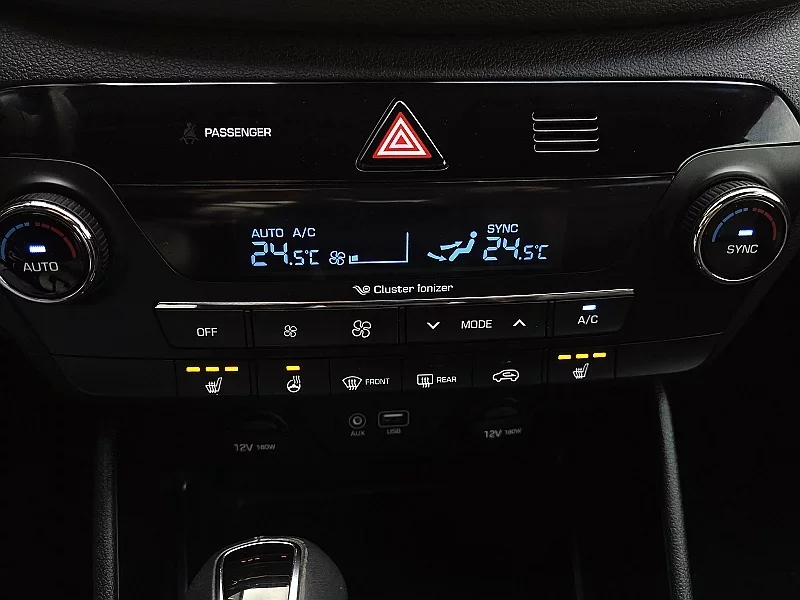 PASSENGER
AUTO A/C SYNC
24.5°C 24.5°C
AUTO SYNC
Cluster Ionizer
OFF MODE A/C
FRONT REAR
AUX USB
12V 180W 12V 180W